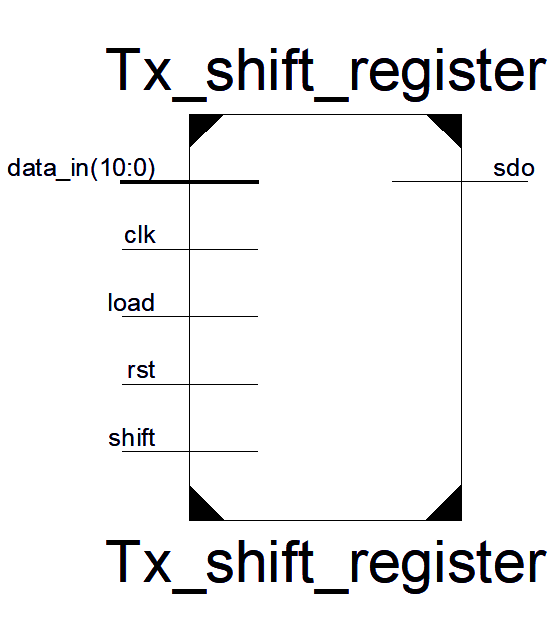 Tx_shift_register
data_in(10:0)
sdo
clk
load
rst
shift
Tx_shift_register